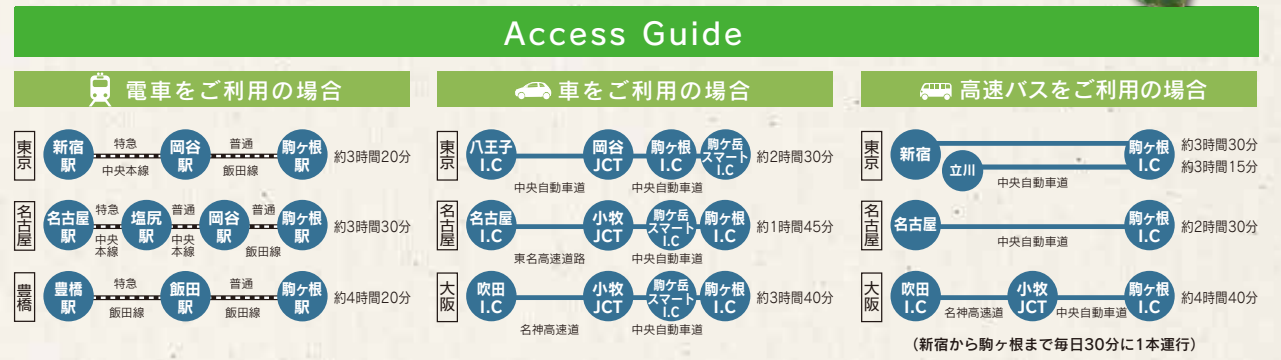 Access Guide
電車をご利用の場合
東京
新宿駅
特急
中央本線
岡谷駅
普通
飯田線
駒ヶ根駅
約3時間20分
名古屋
名古屋駅
特急
中央本線
塩尻駅
普通
中央本線
岡谷駅
普通
飯田線
駒ヶ根駅
約3時間30分
豊橋
豊橋駅
特急
飯田線
飯田駅
普通
飯田線
駒ヶ根駅
約4時間20分
車をご利用の場合
東京
八王子I.C
中央自動車道
岡谷JCT
中央自動車道
駒ヶ根I.C
駒ケ岳スマートI.C
約2時間30分
名古屋
名古屋I.C
東名高速道路
小牧JCT
中央自動車道
駒ケ岳スマートI.C
駒ヶ根I.C
約1時間45分
大阪
吹田I.C
名神高速道
小牧JCT
中央自動車道
駒ケ岳スマートI.C
駒ヶ根I.C
約3時間40分
高速バスをご利用の場合
東京
新宿
立川
中央自動車道
駒ヶ根I.C
約3時間30分
約3時間15分
名古屋
名古屋
中央自動車道
駒ヶ根I.C
約2時間30分
大阪
吹田I.C
名神高速道
小牧JCT
中央自動車道
駒ヶ根I.C
約4時間40分
(新宿から駒ヶ根まで毎日30分に1本運行)